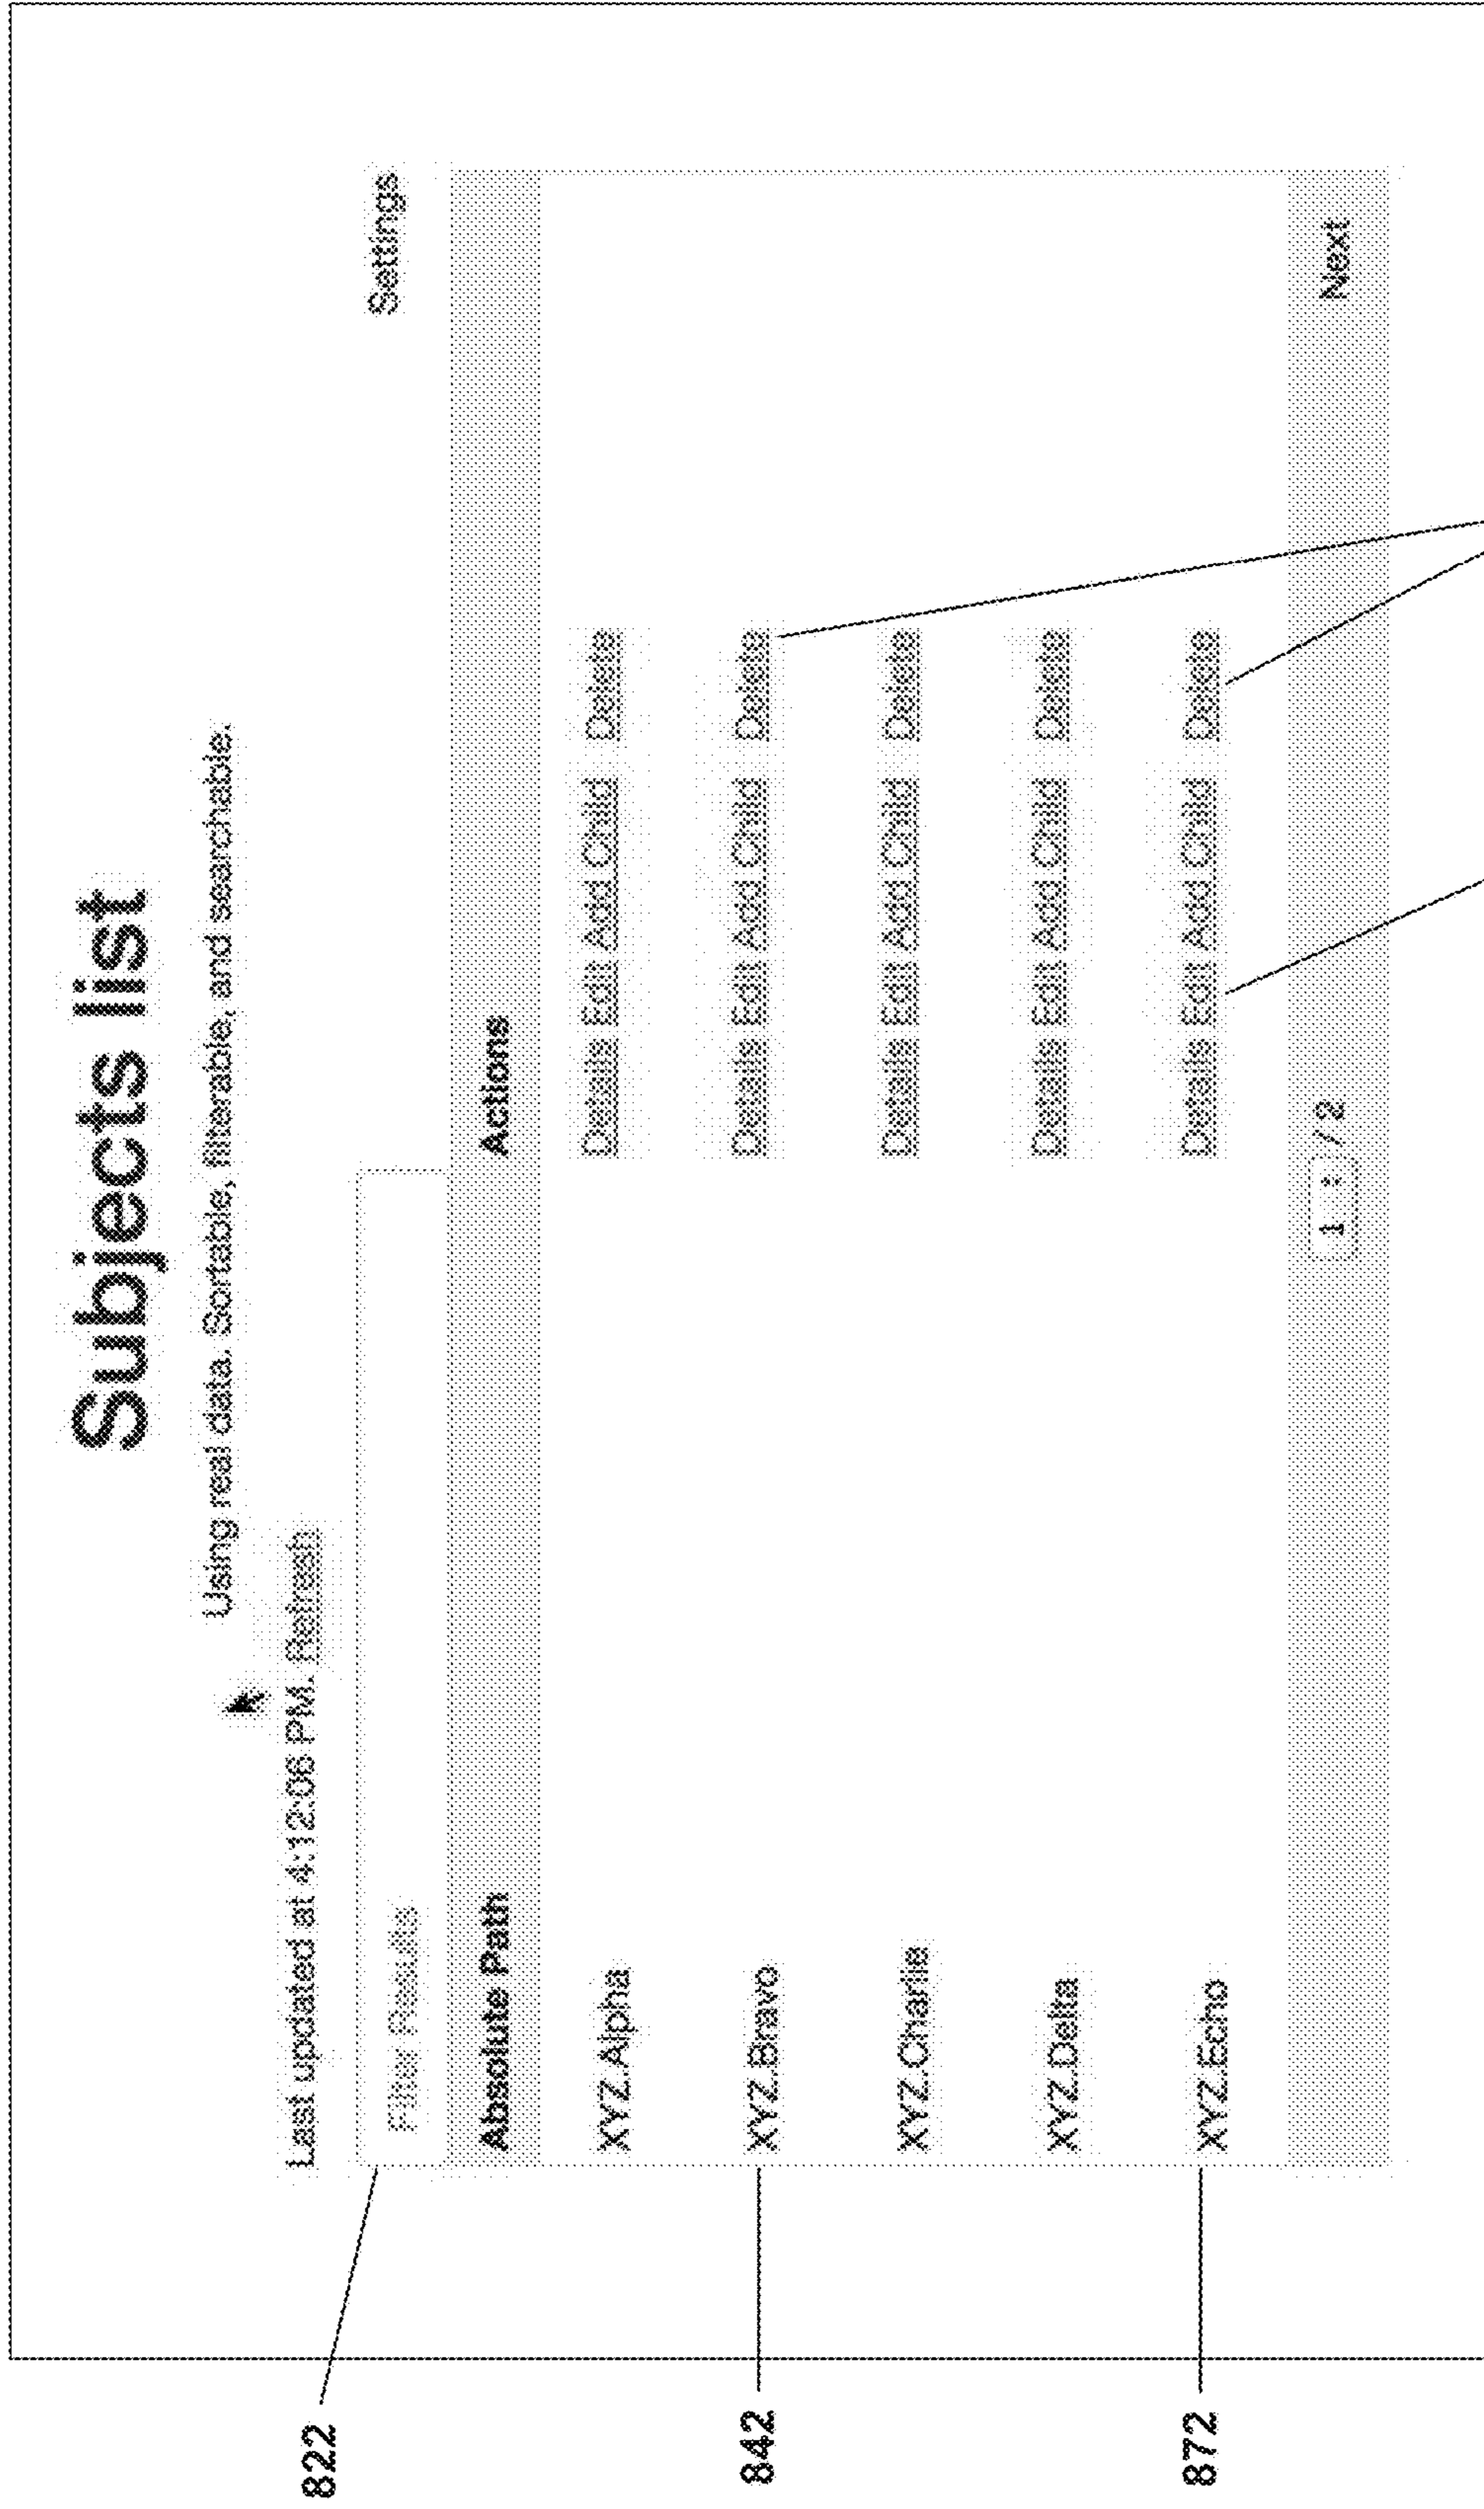 Subjects list
Using real data. Sortable, filterable, and searchable.
Last updated at 4:12:06 PM. Refresh
Settings
822
Filter Results
Absolute Path Actions
XYZ.Alpha Details Edit Add Child Delete
842 XYZ.Bravo Details Edit Add Child Delete
XYZ.Charlie Details Edit Add Child Delete
XYZ.Delta Details Edit Add Child Delete
872 XYZ.Echo Details Edit Add Child Delete
1 : / 2 Next